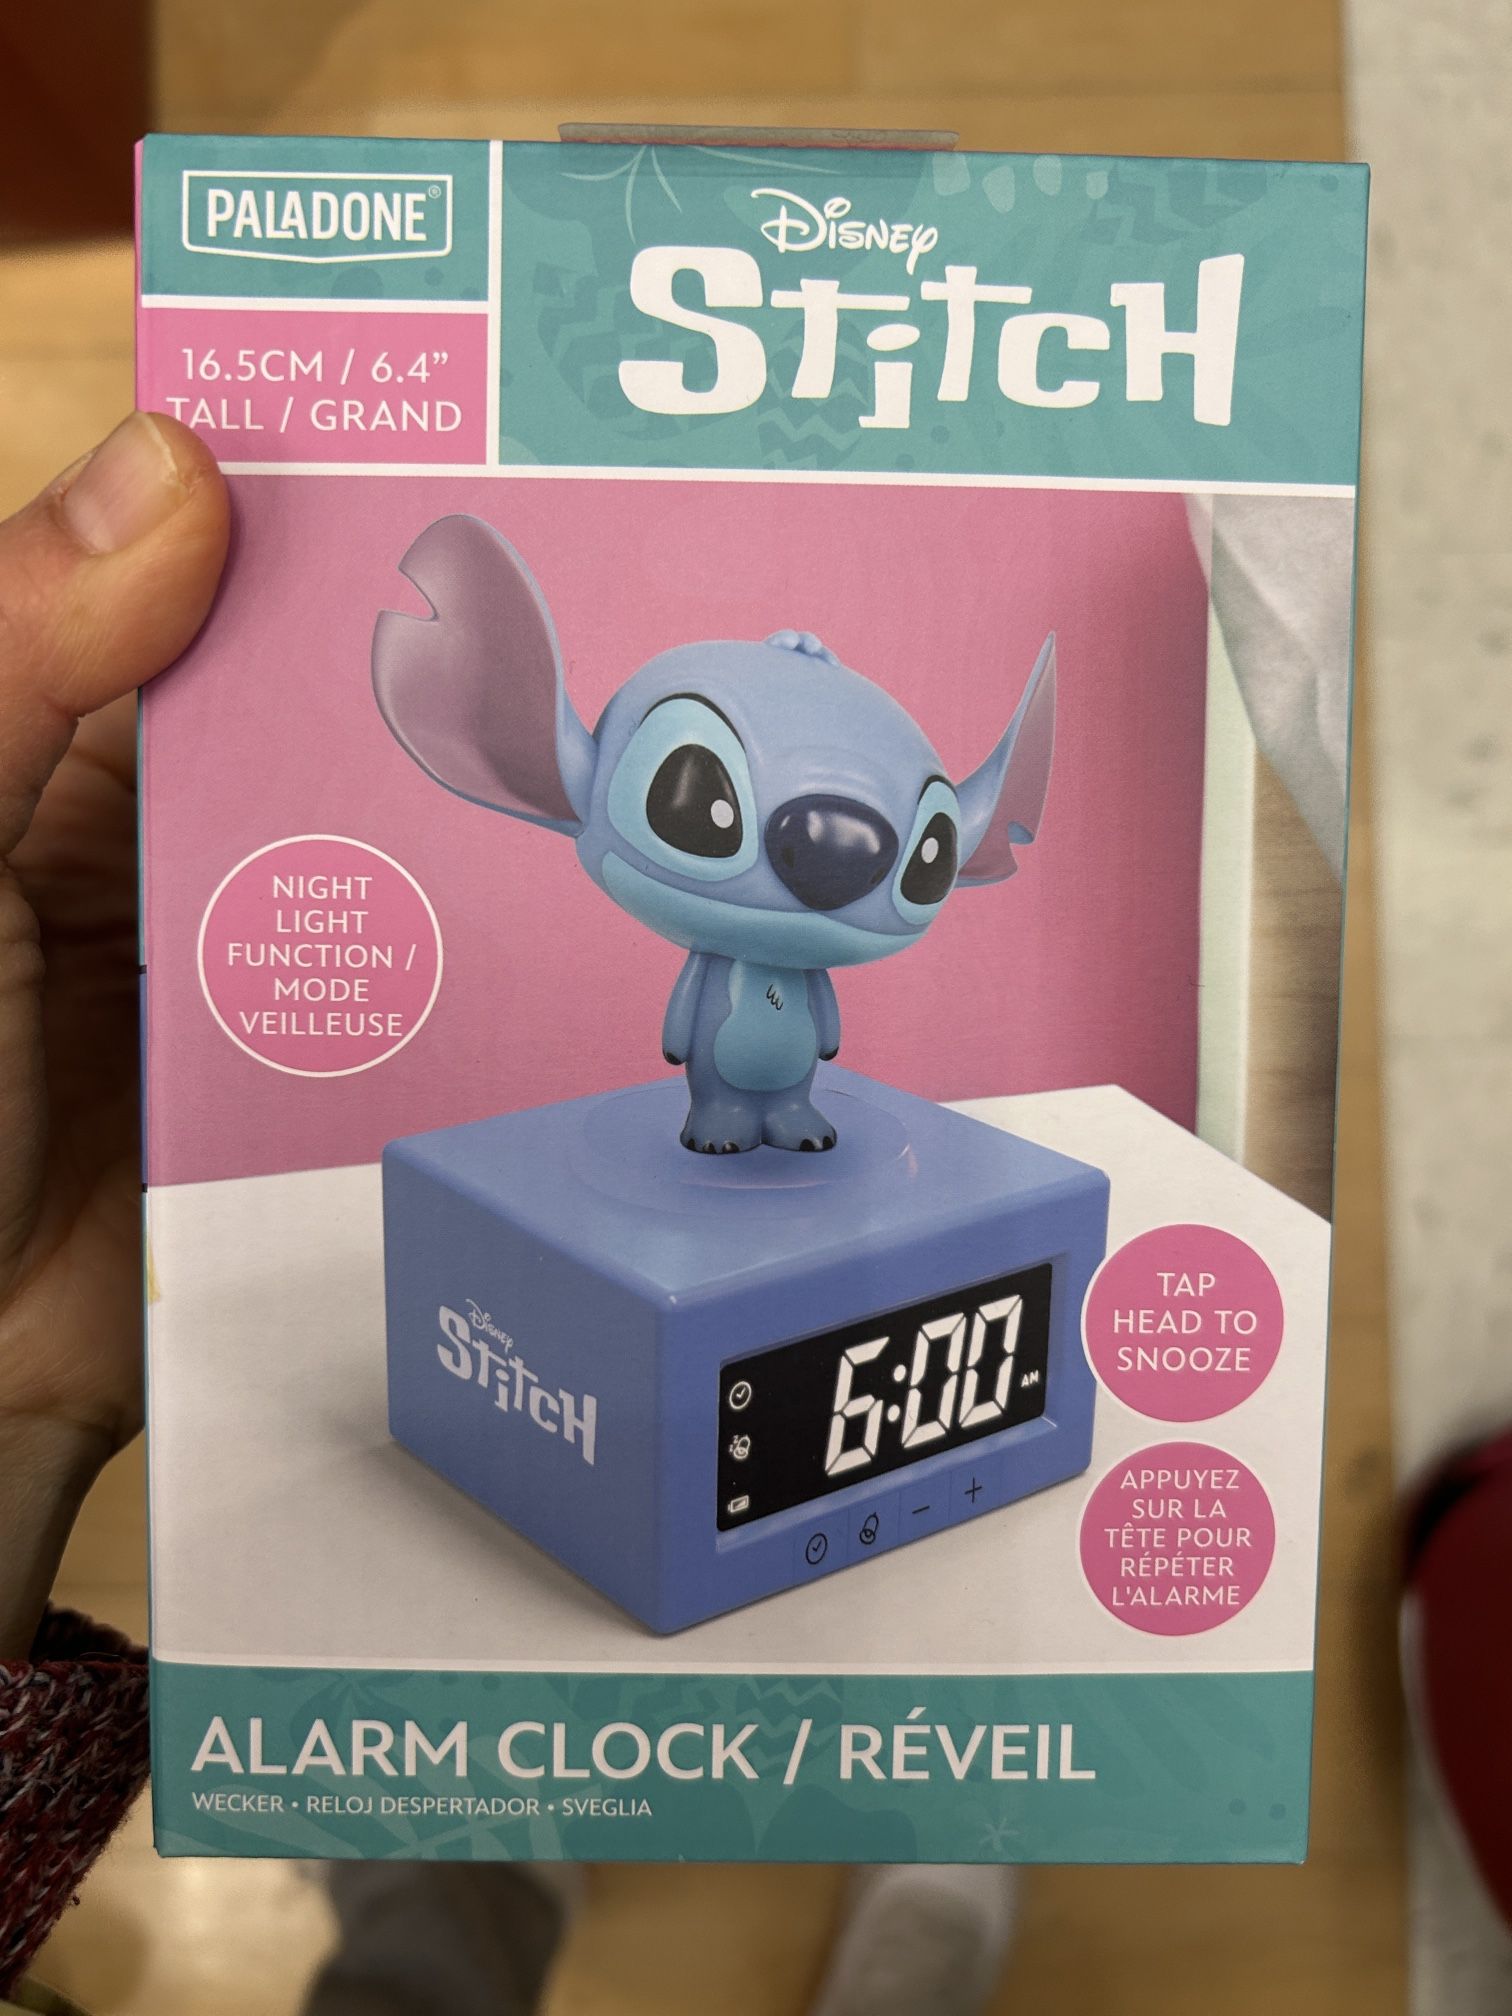 PALADONE®
16.5CM / 6.4”
TALL / GRAND
Disney
Stitch
NIGHT
LIGHT
FUNCTION /
MODE
VEILLEUSE
Disney
Stitch
6:00
AM
TAP
HEAD TO
SNOOZE
APPUYEZ
SUR LA
TÊTE POUR
RÉPÉTER
L'ALARME
ALARM CLOCK / RÉVEIL
WECKER • RELOJ DESPERTADOR • SVEGLIA